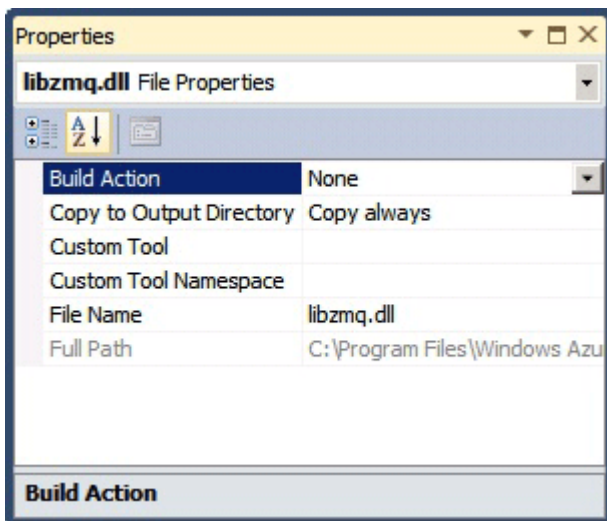 Properties
libzmq.dll File Properties
Build Action None
Copy to Output Directory Copy always
Custom Tool
Custom Tool Namespace
File Name libzmq.dll
Full Path C:\Program Files\Windows Azu
Build Action